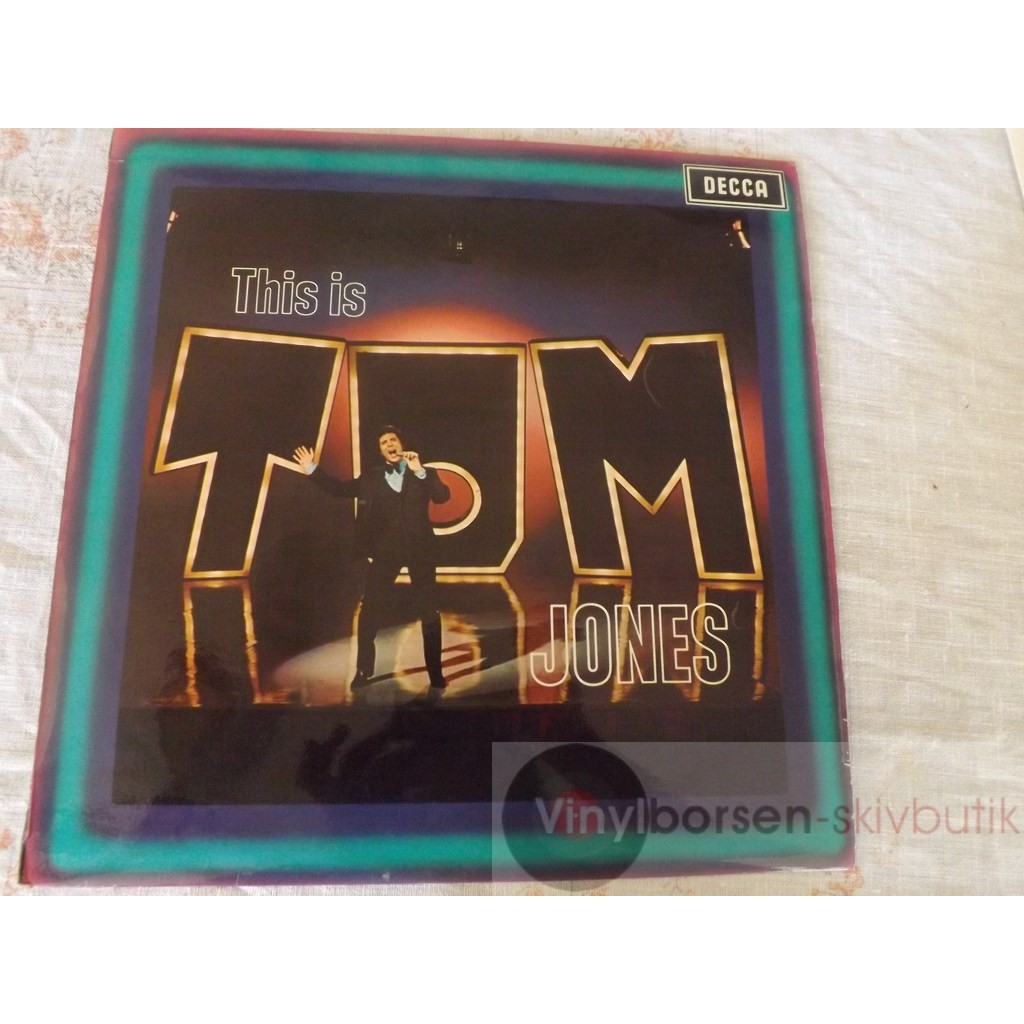 DECCA
This is
TOM
JONES
Vinylborsen-skivbutik